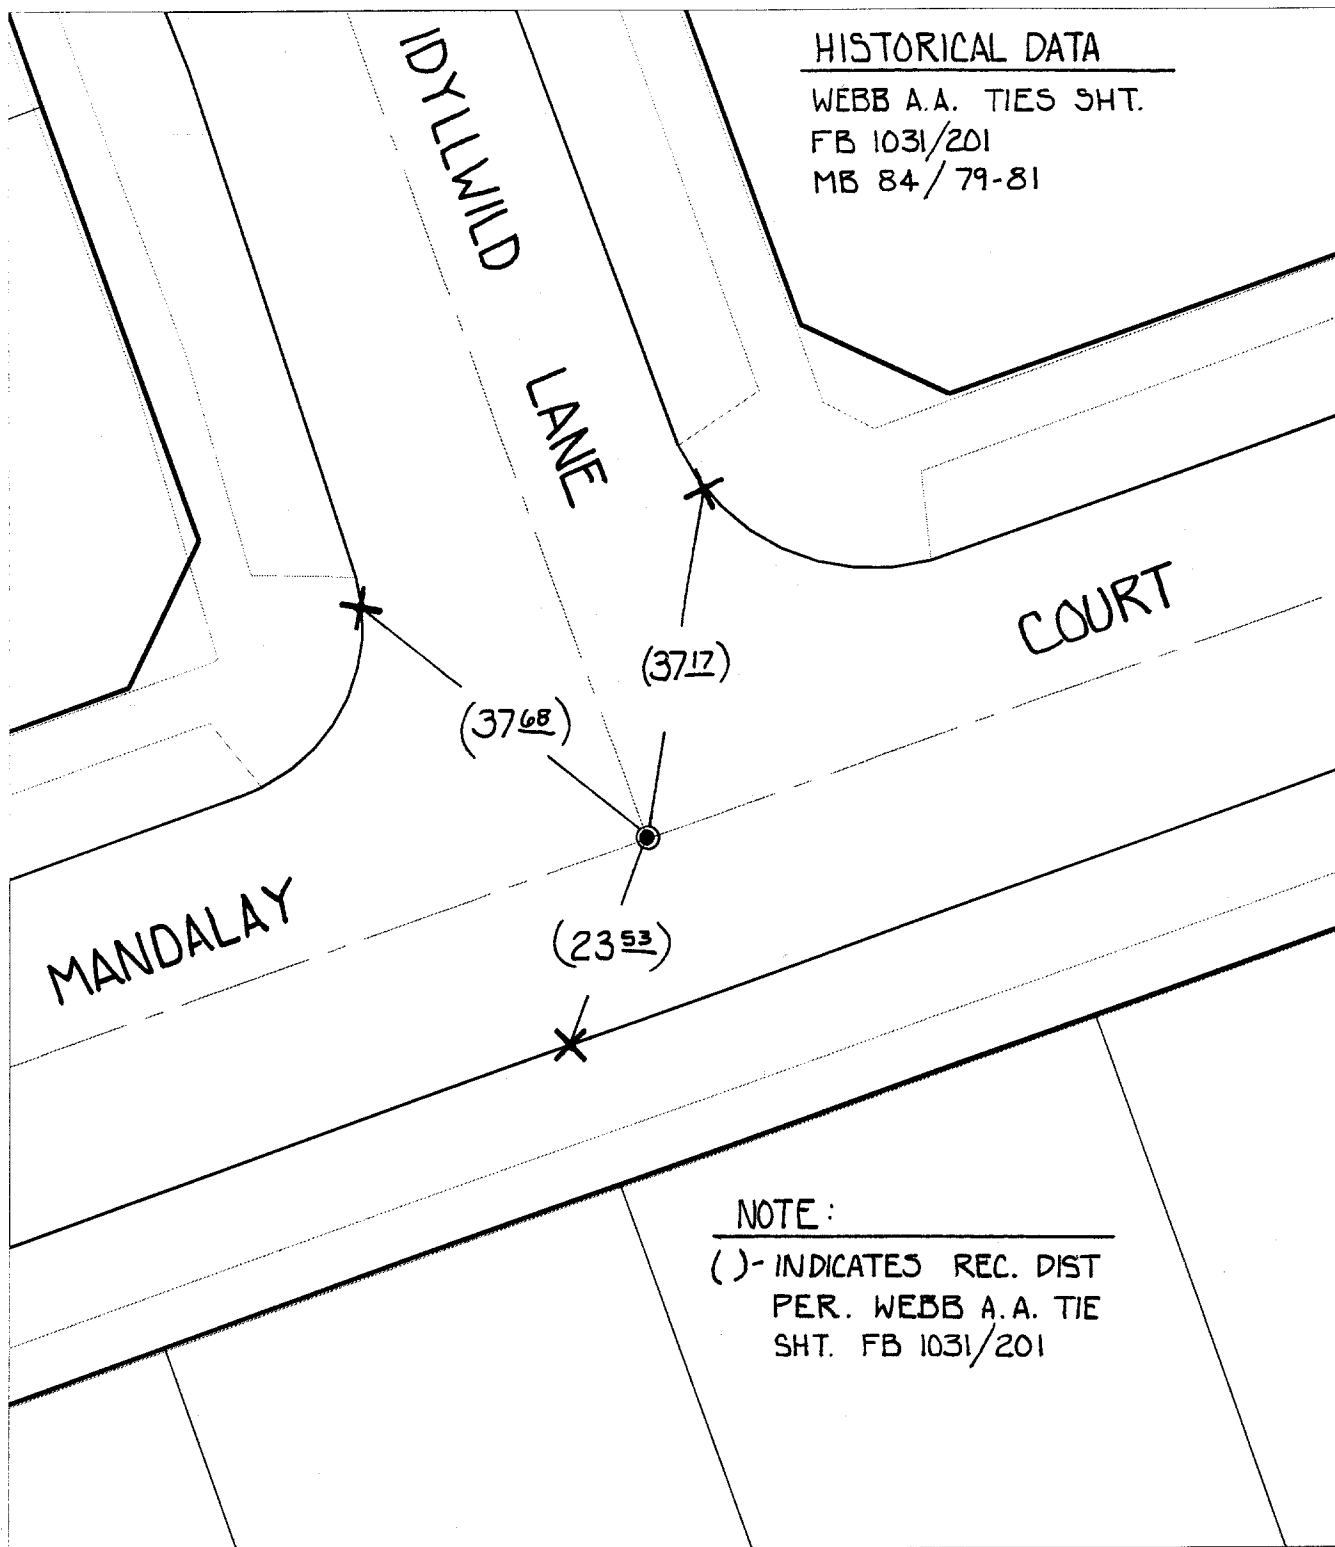 HISTORICAL DATA
WEBB A.A. TIES SHT.
FB 1031/201
MB 84/79-81
IDYLLWILD
LANE
COURT
(37 17)
(37 68)
MANDALAY
(23 53)
NOTE:
( )- INDICATES REC. DIST
PER. WEBB A.A. TIE
SHT. FB 1031/201